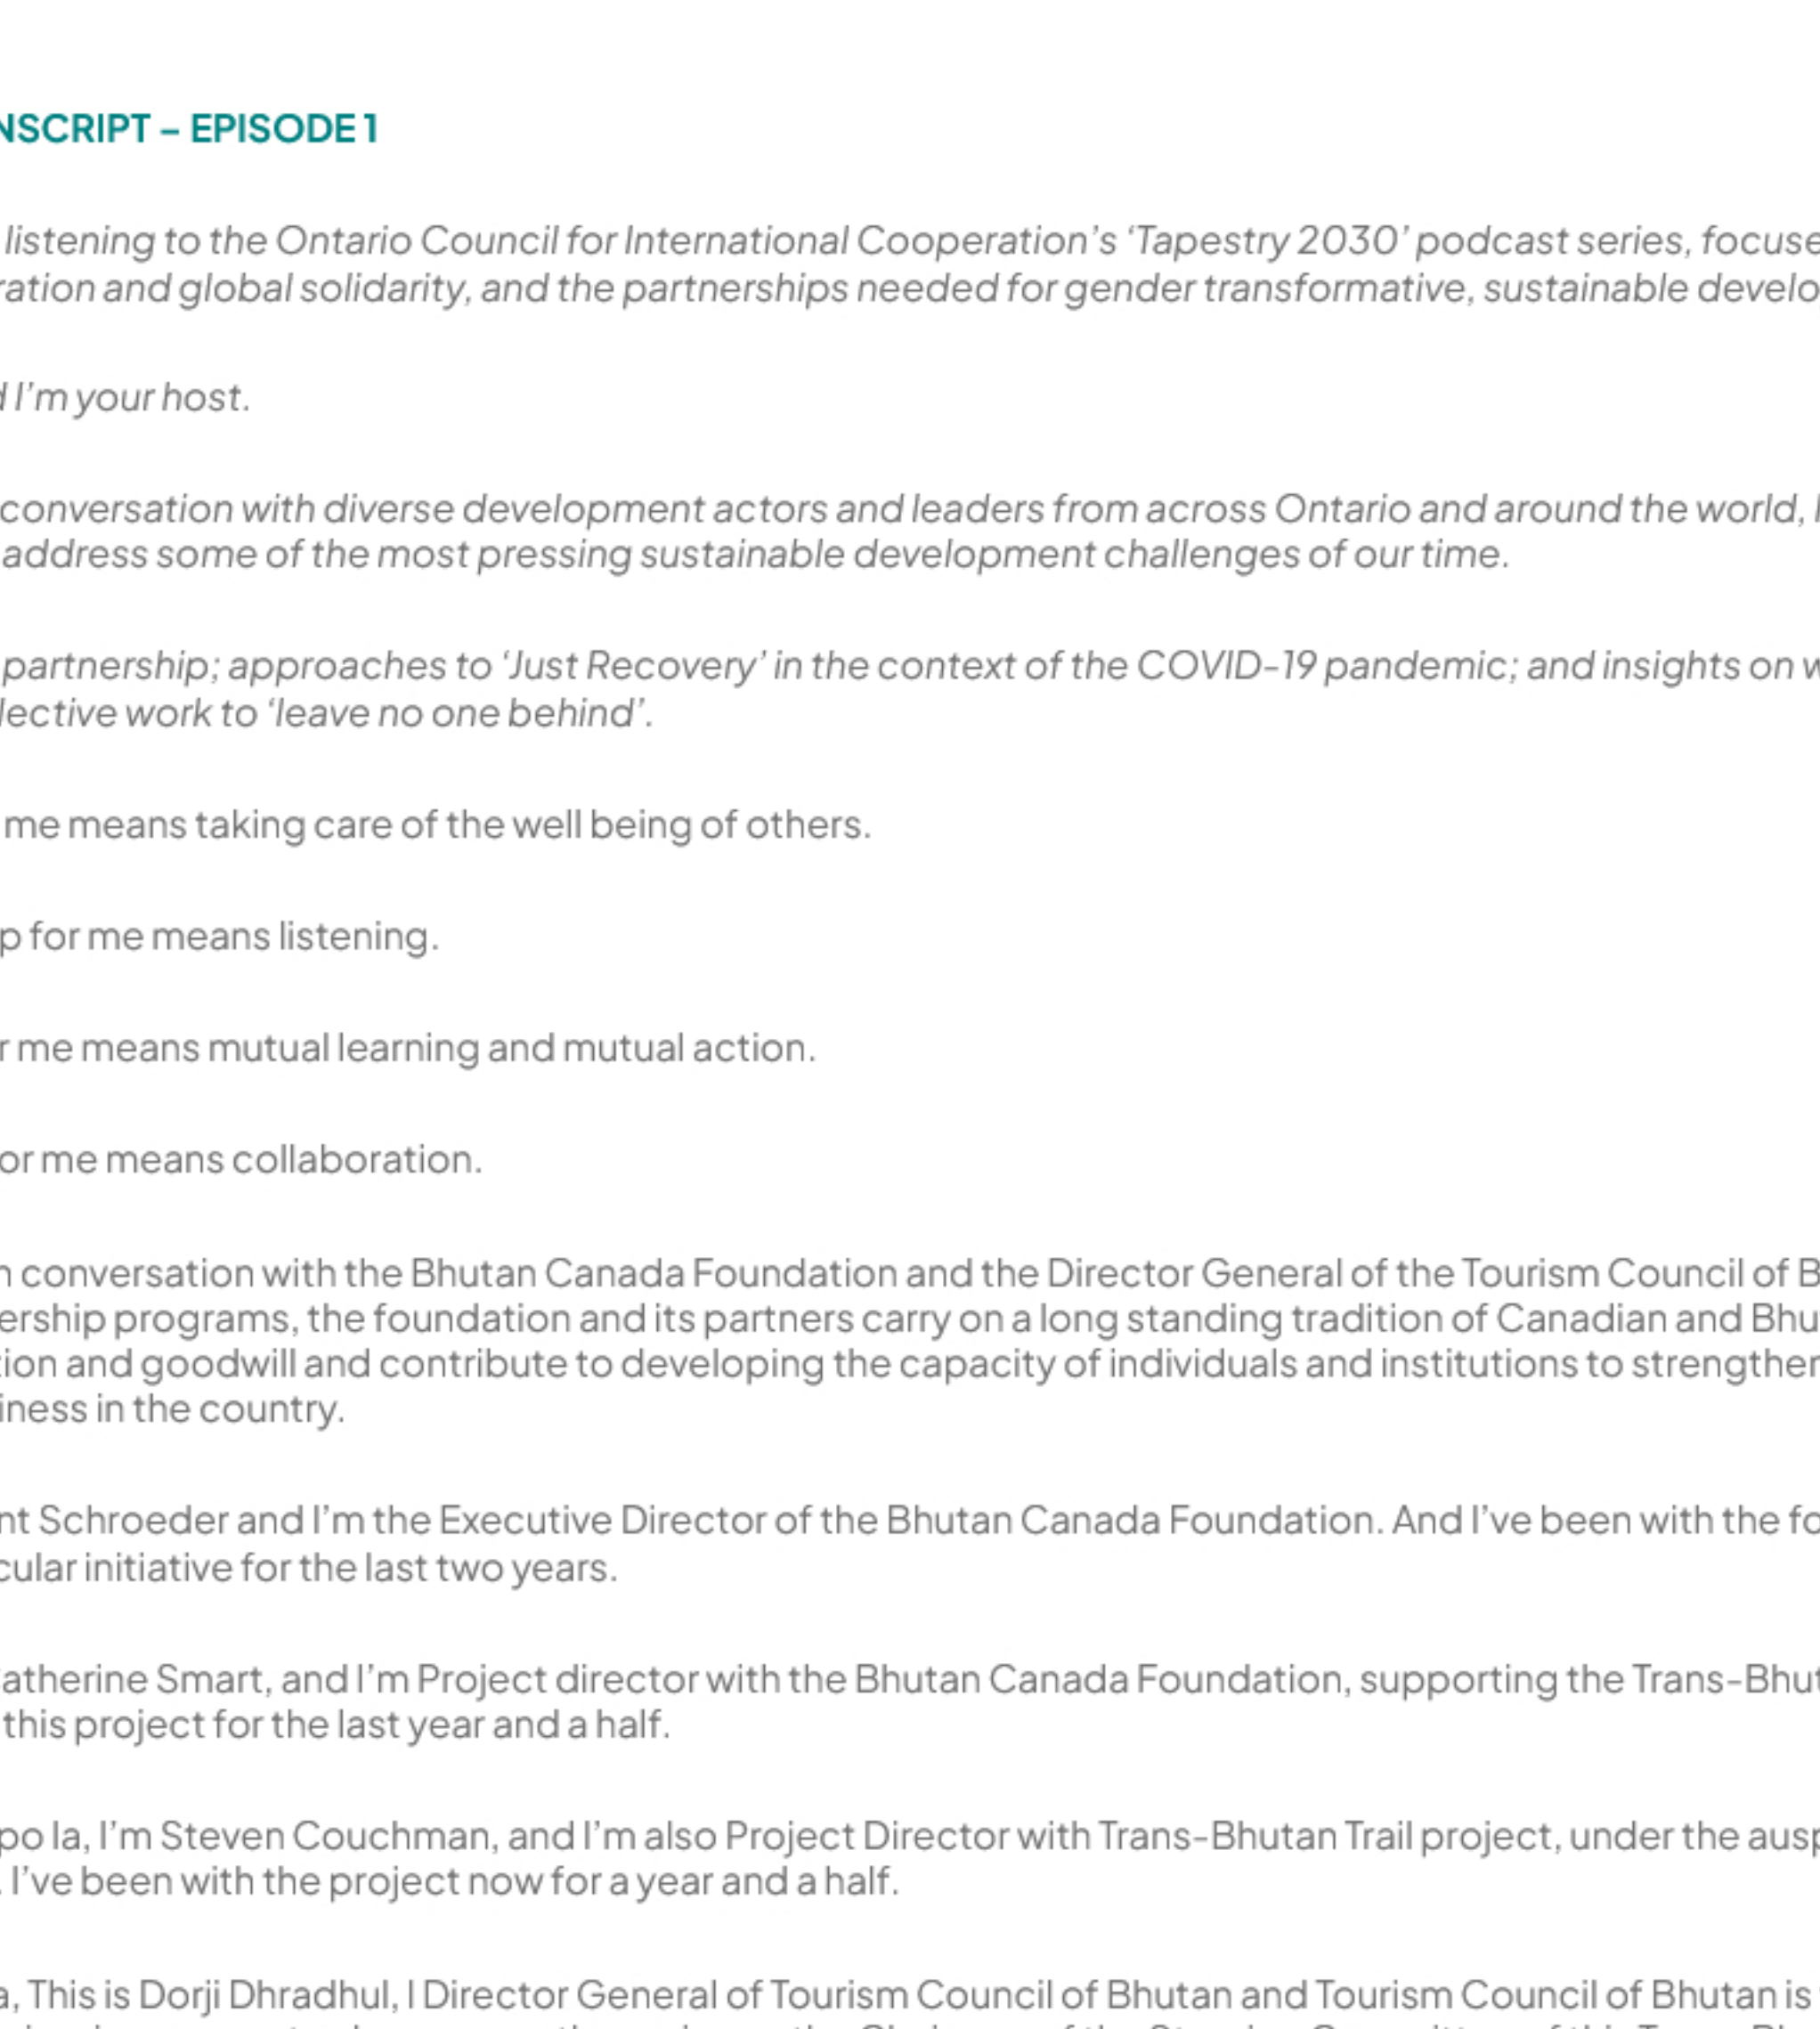 NSCRIPT – EPISODE 1
listening to the Ontario Council for International Cooperation's 'Tapestry 2030' podcast series, focuse
ration and global solidarity, and the partnerships needed for gender transformative, sustainable develo
I'm your host.
conversation with diverse development actors and leaders from across Ontario and around the world,
address some of the most pressing sustainable development challenges of our time.
partnership; approaches to 'Just Recovery' in the context of the COVID-19 pandemic; and insights on w
lective work to 'leave no one behind'.
me means taking care of the well being of others.
p for me means listening.
r me means mutual learning and mutual action.
or me means collaboration.
n conversation with the Bhutan Canada Foundation and the Director General of the Tourism Council of B
ership programs, the foundation and its partners carry on a long standing tradition of Canadian and Bhu
tion and goodwill and contribute to developing the capacity of individuals and institutions to strengthen
iness in the country.
nt Schroeder and I'm the Executive Director of the Bhutan Canada Foundation. And I've been with the fo
cular initiative for the last two years.
atherine Smart, and I'm Project director with the Bhutan Canada Foundation, supporting the Trans-Bhut
this project for the last year and a half.
po la, I'm Steven Couchman, and I'm also Project Director with Trans-Bhutan Trail project, under the ausp
. I've been with the project now for a year and a half.
a, This is Dorji Dhradhul, I Director General of Tourism Council of Bhutan and Tourism Council of Bhutan is